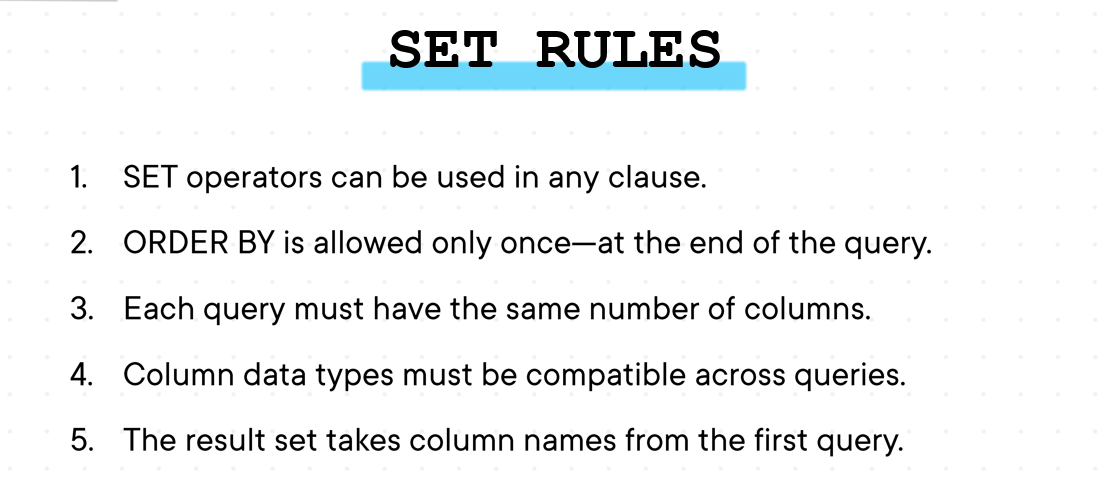 SET RULES
1. SET operators can be used in any clause.
2. ORDER BY is allowed only once—at the end of the query.
3. Each query must have the same number of columns.
4. Column data types must be compatible across queries.
5. The result set takes column names from the first query.